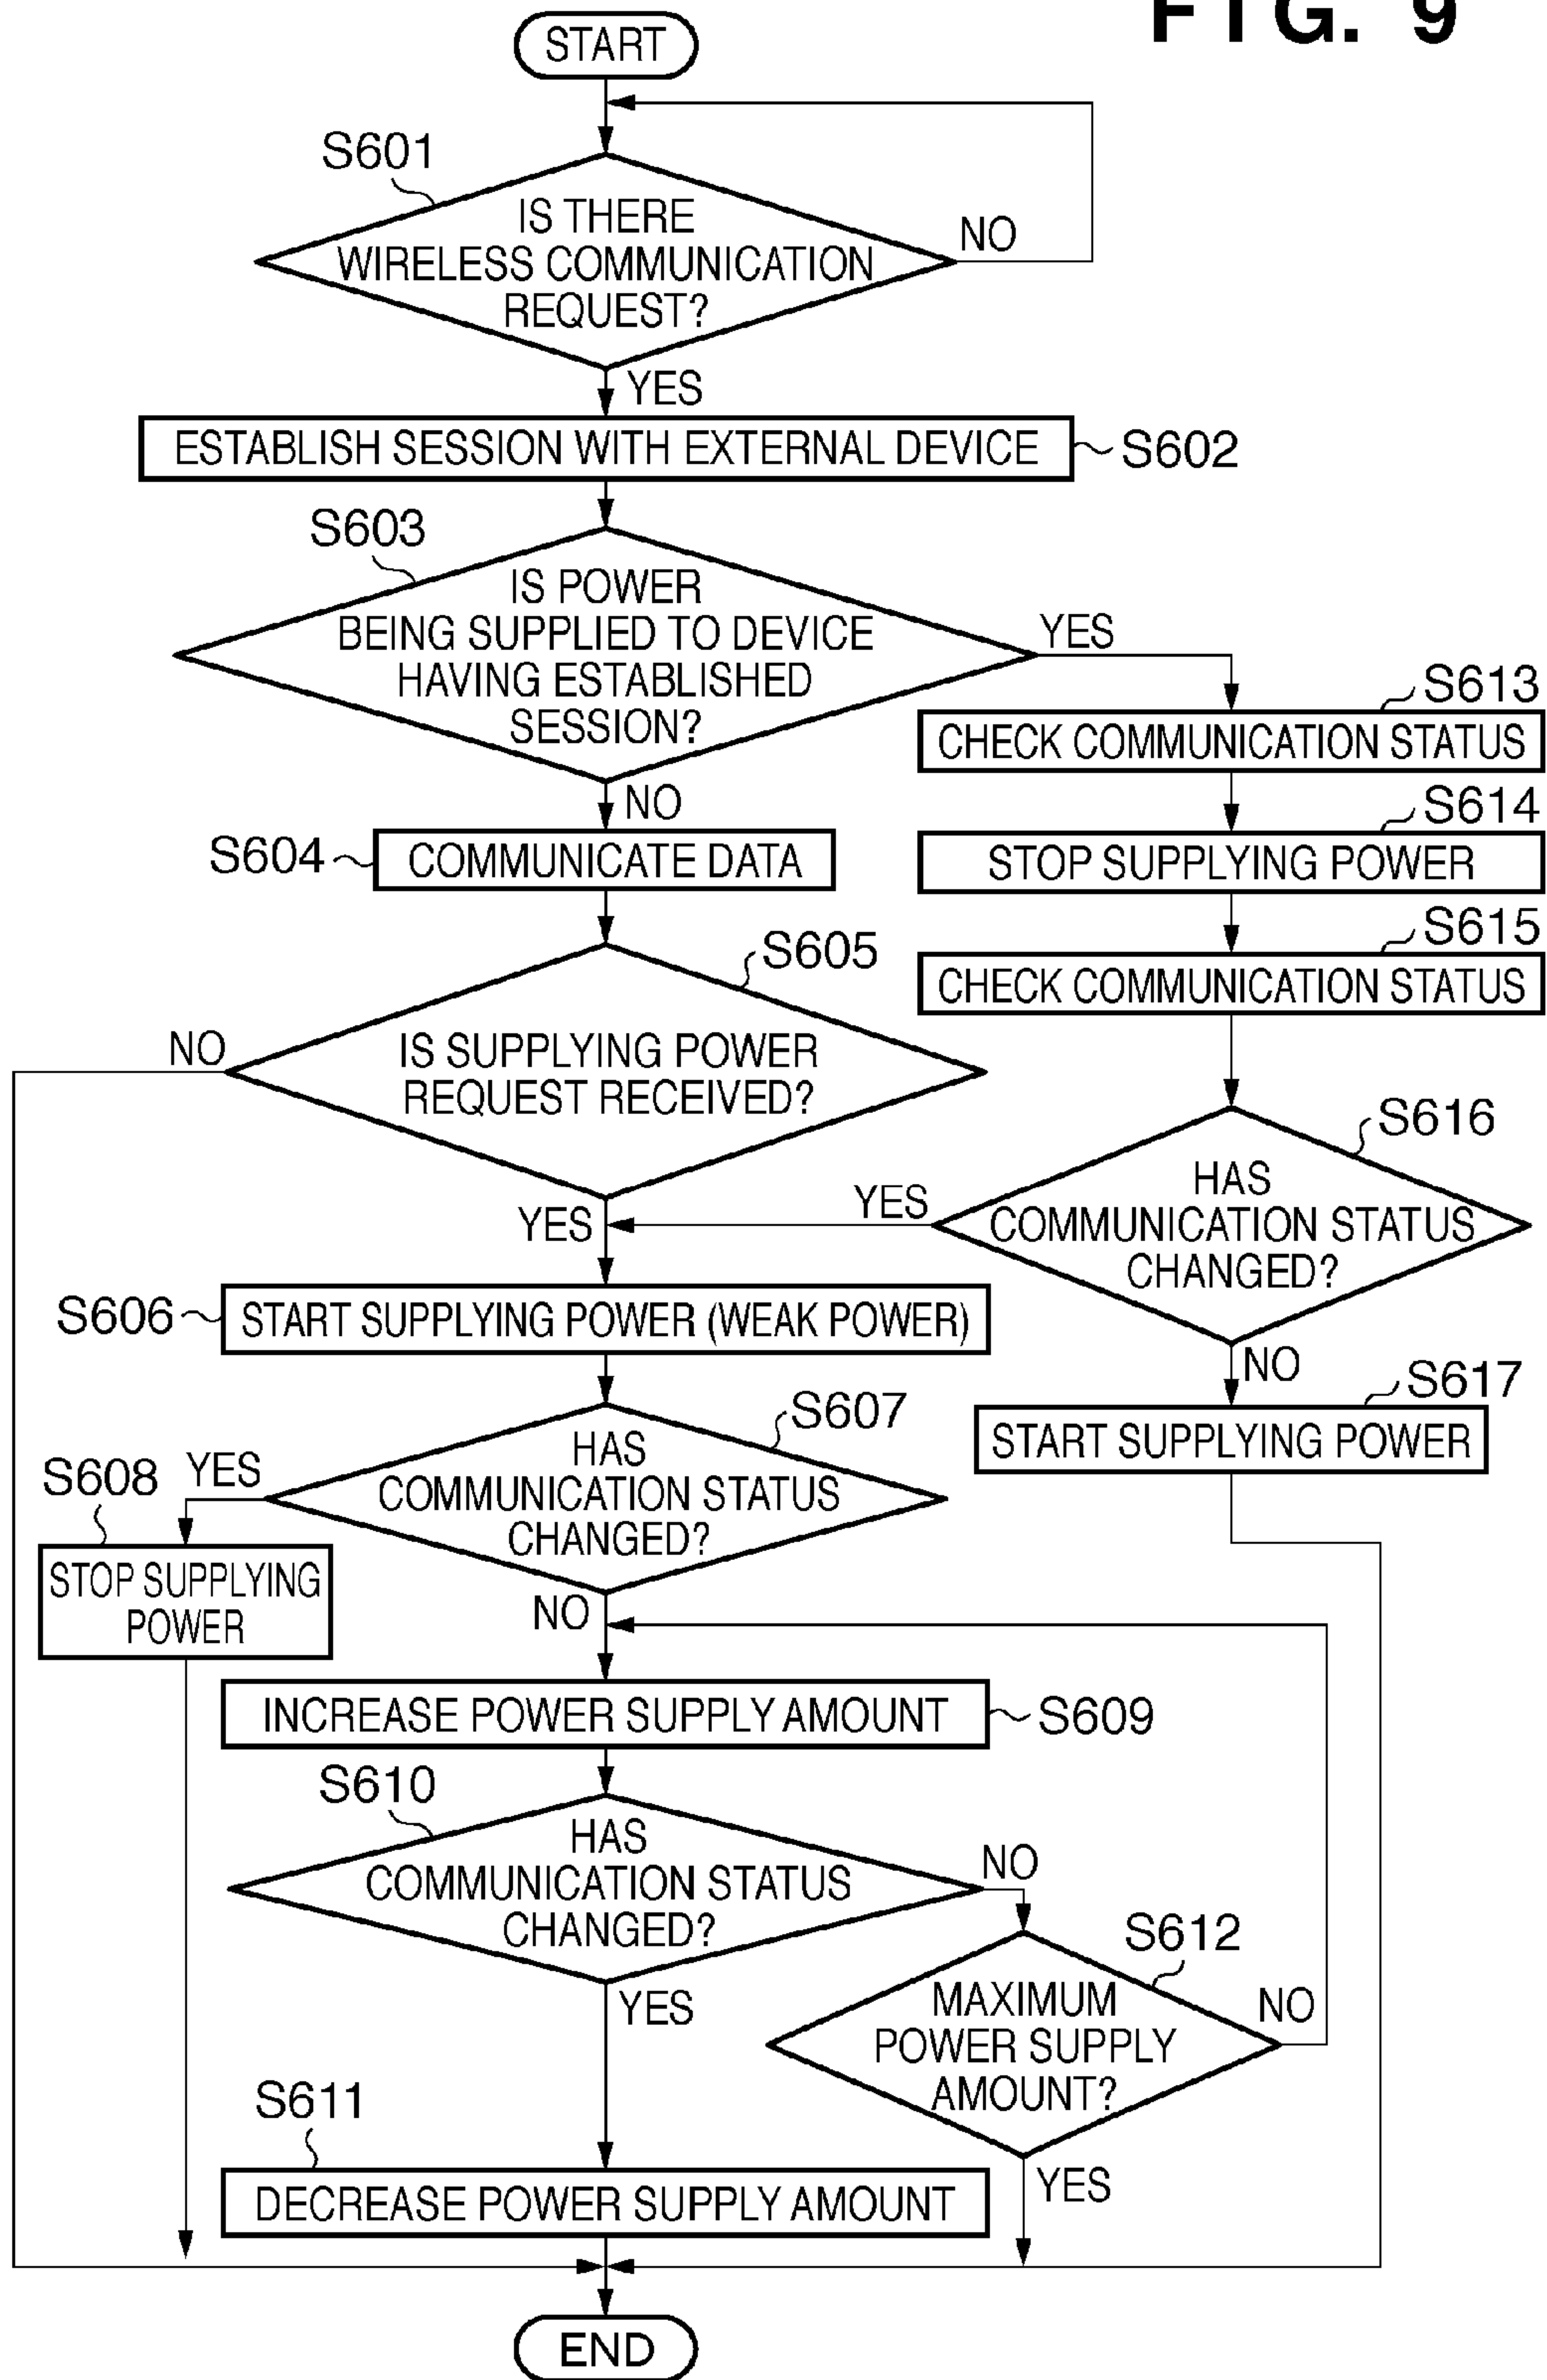 FIG. 9
START
S601
IS THERE
WIRELESS COMMUNICATION
REQUEST?
NO
YES
ESTABLISH SESSION WITH EXTERNAL DEVICE
S602
S603
IS POWER
BEING SUPPLIED TO DEVICE
HAVING ESTABLISHED
SESSION?
YES
NO
S613
CHECK COMMUNICATION STATUS
S604
COMMUNICATE DATA
S614
STOP SUPPLYING POWER
S615
CHECK COMMUNICATION STATUS
S605
IS SUPPLYING POWER
REQUEST RECEIVED?
NO
YES
S616
HAS
COMMUNICATION STATUS
CHANGED?
YES
NO
S606
START SUPPLYING POWER (WEAK POWER)
S617
START SUPPLYING POWER
S607
HAS
COMMUNICATION STATUS
CHANGED?
YES
S608
STOP SUPPLYING
POWER
NO
INCREASE POWER SUPPLY AMOUNT
S609
S610
HAS
COMMUNICATION STATUS
CHANGED?
NO
YES
S612
MAXIMUM
POWER SUPPLY
AMOUNT?
NO
YES
S611
DECREASE POWER SUPPLY AMOUNT
END